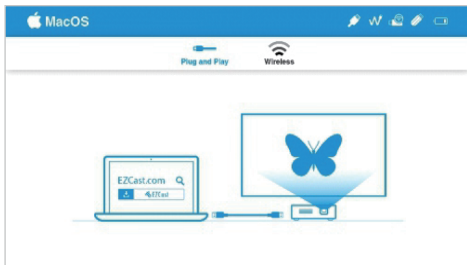 MacOS
Plug and Play
Wireless
EZCast.com
EZCast